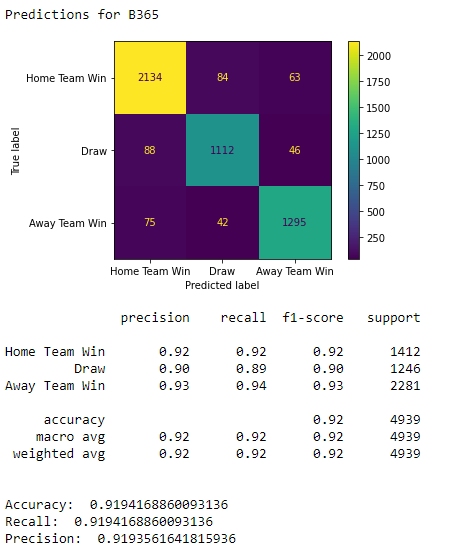 Predictions for B365
Home Team Win 2134 84 63
Draw 88 1112 46
Away Team Win 75 42 1295
True label
Home Team Win Draw Away Team Win
Predicted label
2000
1750
1500
1250
1000
750
500
250
precision recall f1-score support
Home Team Win 0.92 0.92 0.92 1412
Draw 0.90 0.89 0.90 1246
Away Team Win 0.93 0.94 0.93 2281
accuracy 0.92 4939
macro avg 0.92 0.92 0.92 4939
weighted avg 0.92 0.92 0.92 4939
Accuracy: 0.9194168860093136
Recall: 0.9194168860093136
Precision: 0.9193561641815936